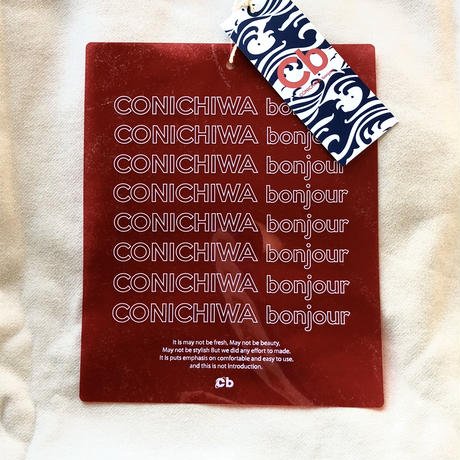 Cb
CONICHIWA bon
CONICHIWA bonjour
CONICHIWA bonjour
CONICHIWA bonjour
CONICHIWA bonjour
CONICHIWA bonjour
CONICHIWA bonjour
CONICHIWA bonjour
It is may not be fresh, May not be beauty,
May not be stylish But we did any effort to made.
It is puts emphasis on comfortable and easy to use.
and this is not introduction.
cb